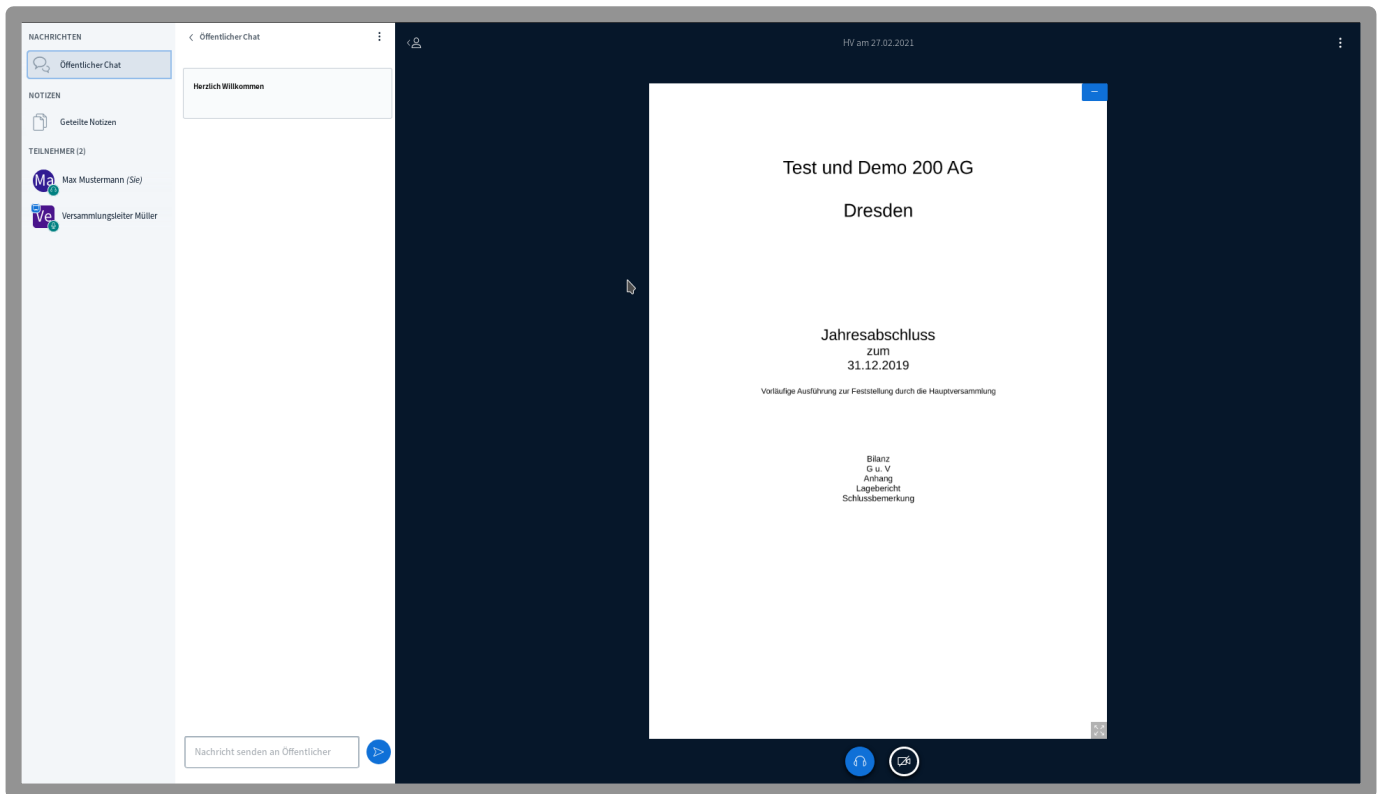 NACHRICHTEN
Öffentlicher Chat
NOTIZEN
Geteilte Notizen
TEILNEHMER (2)
Ma
Max Mustermann (Sie)
Ve
Versammlungsleiter Müller
Öffentlicher Chat
Herzlich Willkommen
Nachricht senden an Öffentlicher
HV am 27.02.2021
Test und Demo 200 AG
Dresden
Jahresabschluss
zum
31.12.2019
Vorläufige Ausführung zur Feststellung durch die Hauptversammlung
Bilanz
G u. V
Anhang
Lagebericht
Schlussbemerkung